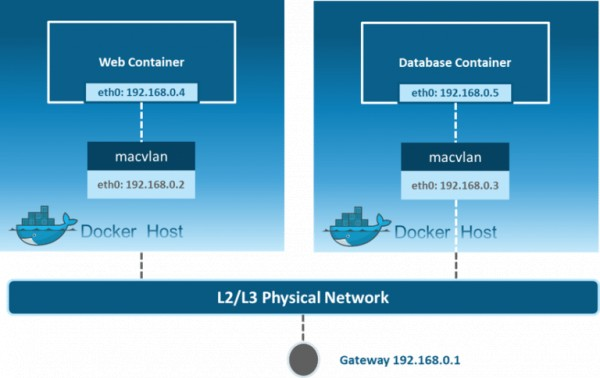 Web Container
eth0: 192.168.0.4
macvlan
eth0: 192.168.0.2
Docker Host
Database Container
eth0: 192.168.0.5
macvlan
eth0: 192.168.0.3
Docker Host
L2/L3 Physical Network
Gateway 192.168.0.1